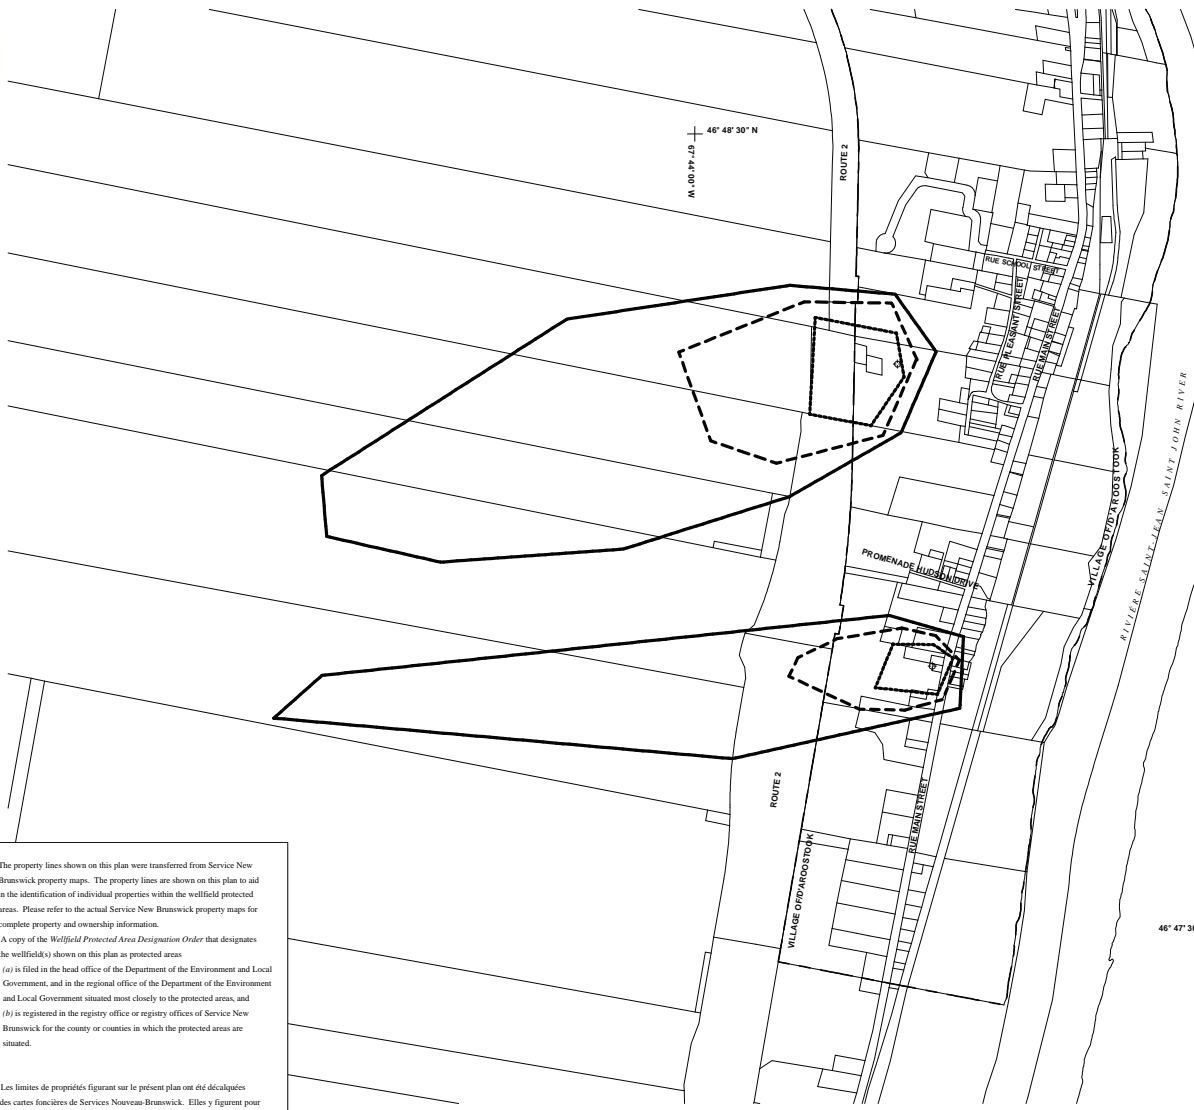 46° 48' 30" N
67° 44' 00" W
ROUTE 2
RUE SCHOOL STREET
RUE PLEASANT STREET
RUE MAIN STREET
VILLAGE OF/D'AROOSTOOK
RIVIÈRE SAINT-JEAN SAINT JOHN RIVER
PROMENADE HUDSON DRIVE
ROUTE 2
RUE MAIN STREET
VILLAGE OF/D'AROOSTOOK
46° 47' 30
The property lines shown on this plan were transferred from Service New
Brunswick property maps. The property lines are shown on this plan to aid
in the identification of individual properties within the wellfield protected
areas. Please refer to the actual Service New Brunswick property maps for
complete property and ownership information.
A copy of the Wellfield Protected Area Designation Order that designates
the wellfield(s) shown on this plan as protected areas
(a) is filed in the head office of the Department of the Environment and Local
Government, and in the regional office of the Department of the Environment
and Local Government situated most closely to the protected areas, and
(b) is registered in the registry office or registry offices of Service New
Brunswick for the county or counties in which the protected areas are
situated.
Les limites de propriétés figurant sur le présent plan ont été décalquées
des cartes foncières de Services Nouveau-Brunswick. Elles y figurent pour